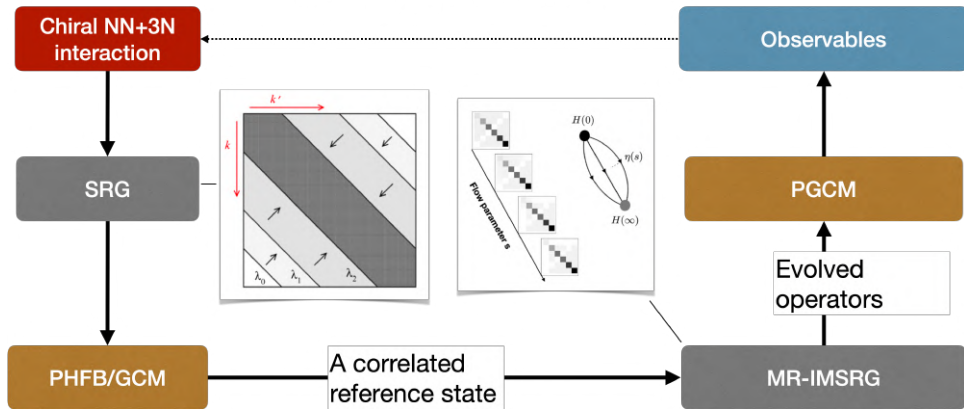 Chiral NN+3N
interaction
Observables
k'
k
λ₀
λ₁
λ₂
H(0)
η(s)
H(∞)
Flow parameter s
SRG
PGCM
Evolved
operators
PHFB/GCM
A correlated
reference state
MR-IMSRG